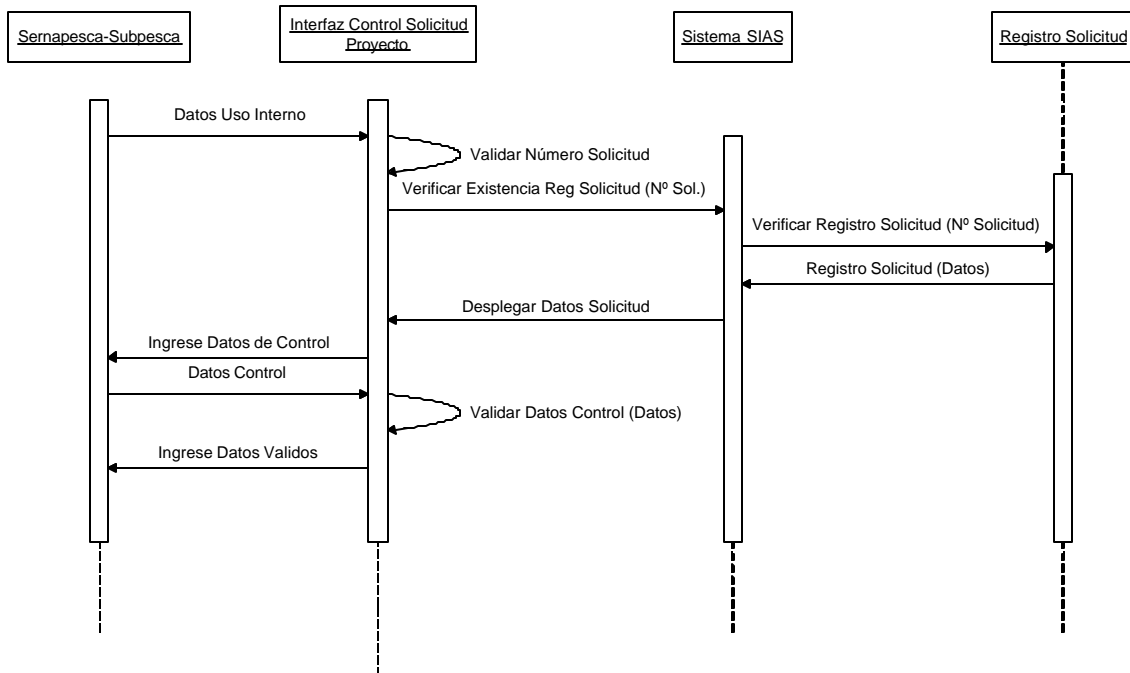 Sernapesca-Subpesca
Interfaz Control Solicitud
Proyecto
Sistema SIAS
Registro Solicitud
Datos Uso Interno
Validar Número Solicitud
Verificar Existencia Reg Solicitud (Nº Sol.)
Verificar Registro Solicitud (Nº Solicitud)
Registro Solicitud (Datos)
Desplegar Datos Solicitud
Ingrese Datos de Control
Datos Control
Validar Datos Control (Datos)
Ingrese Datos Validos